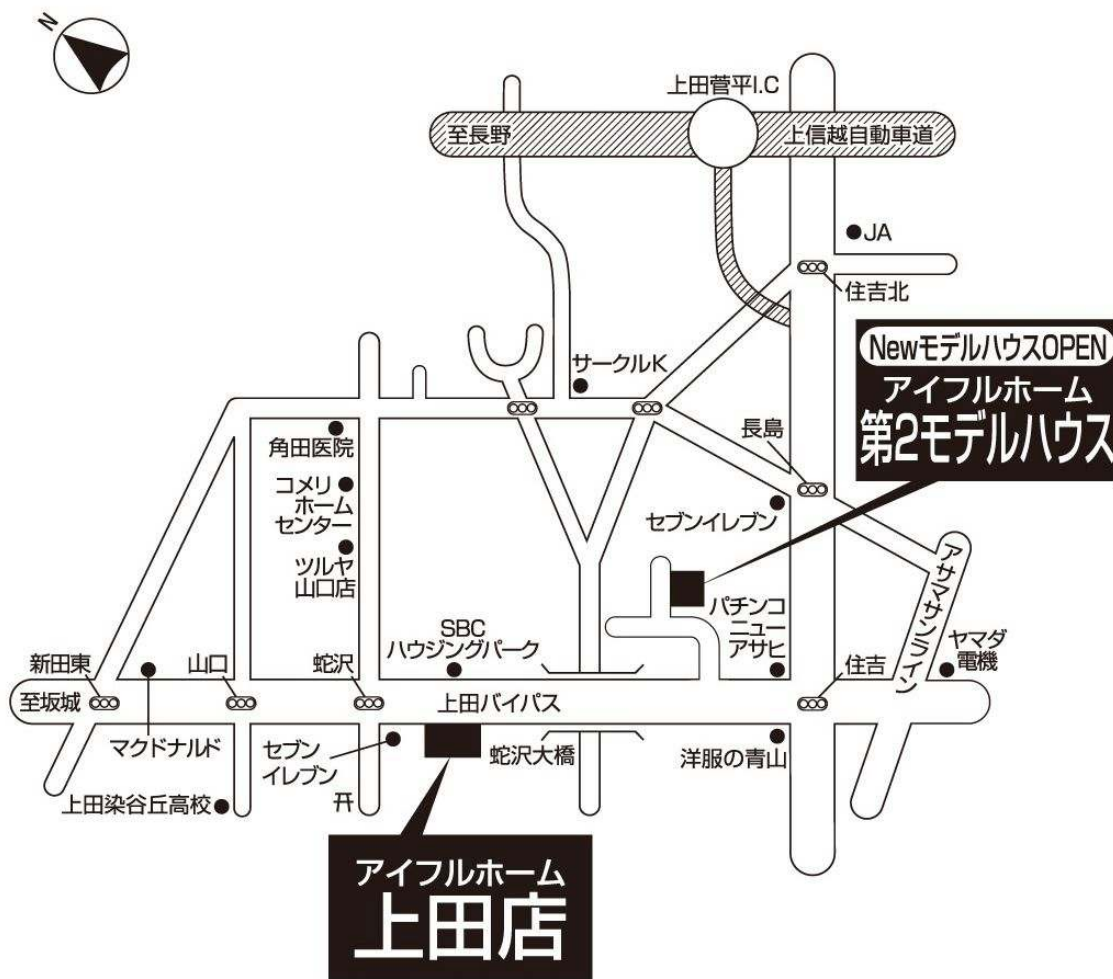 N
上田菅平I.C
至長野
上信越自動車道
JA
住吉北
NewモデルハウスOPEN
アイフルホーム
第2モデルハウス
サークルK
長島
角田医院
コメリ
ホーム
センター
セブンイレブン
ツルヤ
山口店
アサマサンライン
パチンコ
ニュー
アサヒ
SBC
ハウジングパーク
ヤマダ
電機
新田東
山口
蛇沢
住吉
至坂城
上田バイパス
マクドナルド
セブン
イレブン
蛇沢大橋
洋服の青山
上田染谷丘高校
アイフルホーム
上田店